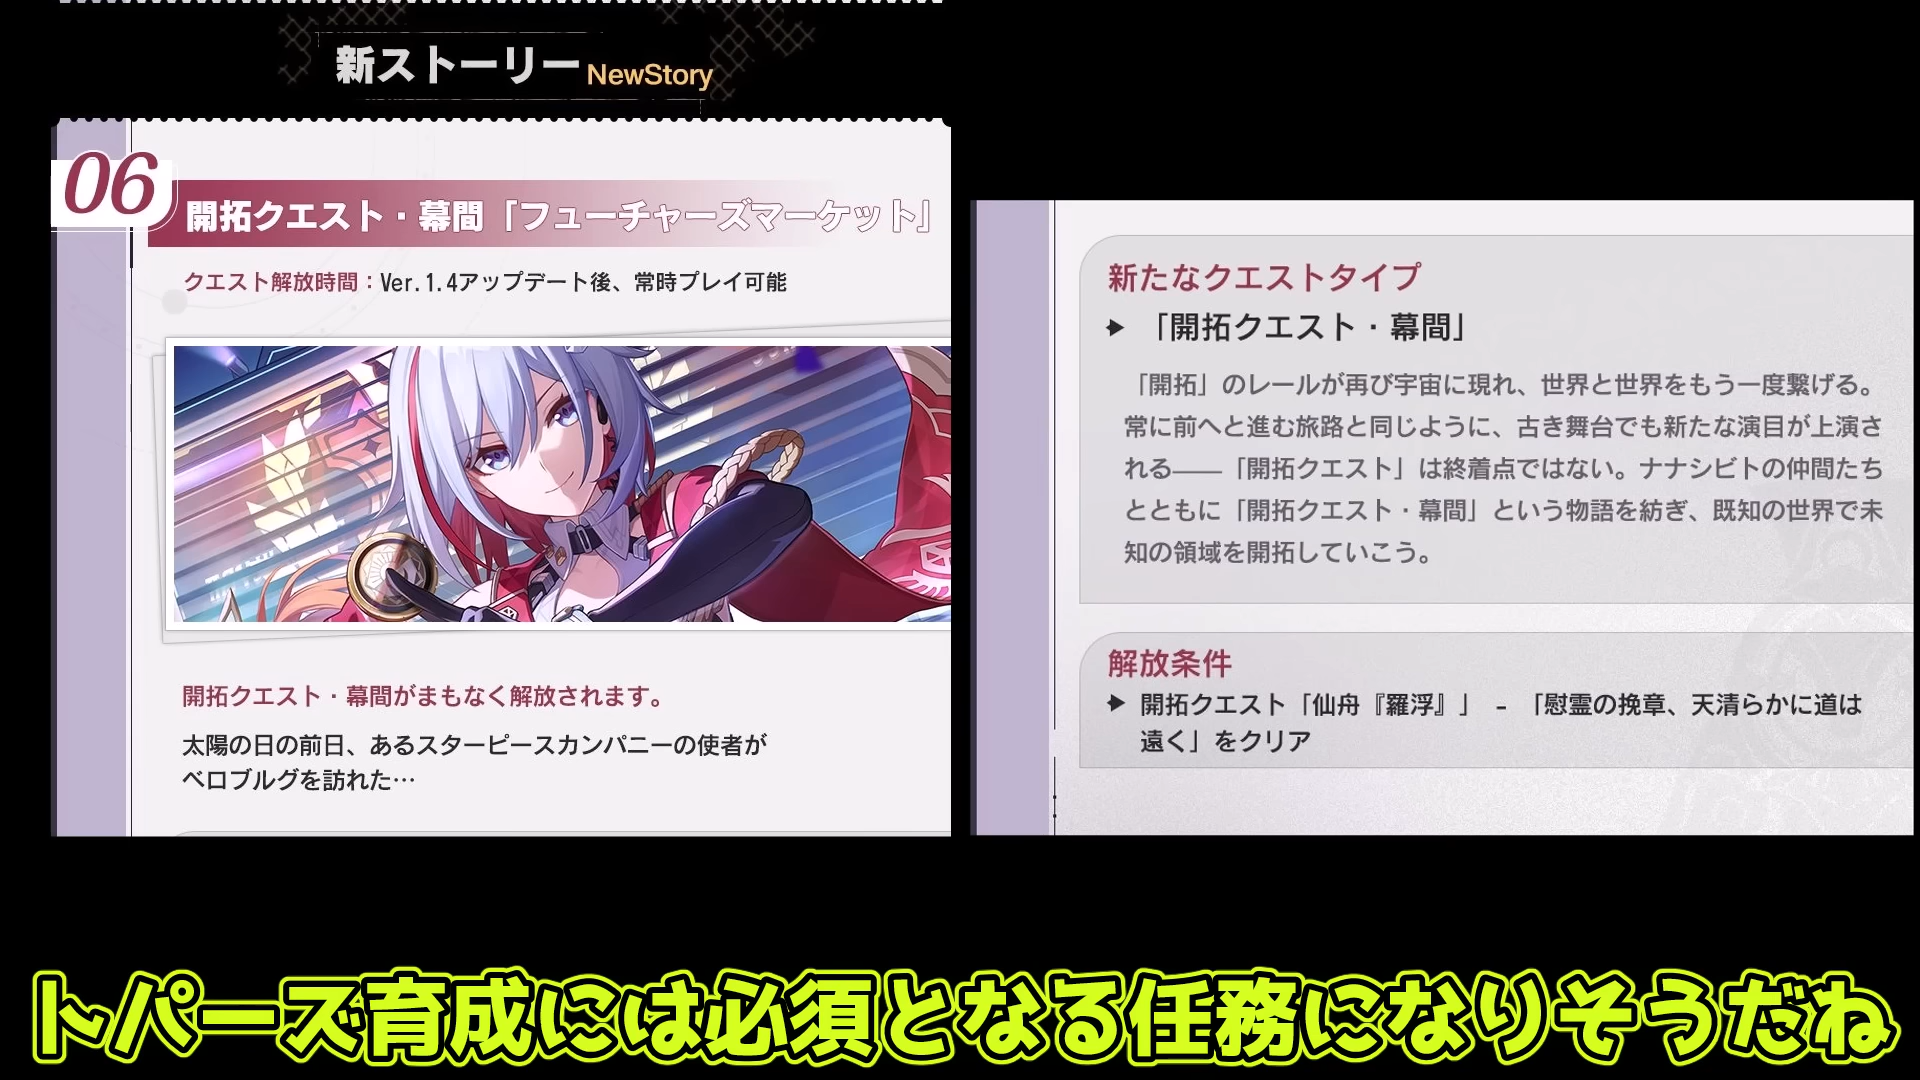 新ストーリー NewStory
06
開拓クエスト・幕間「フューチャーズマーケット」
クエスト解放時間：Ver.1.4アップデート後、常時プレイ可能
開拓クエスト・幕間がまもなく解放されます。
太陽の日の前日、あるスターピースカンパニーの使者が
ベロブルグを訪れた…
新たなクエストタイプ
▶ 「開拓クエスト・幕間」
「開拓」のレールが再び宇宙に現れ、世界と世界をもう一度繋げる。
常に前へと進む旅路と同じように、古き舞台でも新たな演目が上演さ
れる——「開拓クエスト」は終着点ではない。ナナシビトの仲間たち
とともに「開拓クエスト・幕間」という物語を紡ぎ、既知の世界で未
知の領域を開拓していこう。
解放条件
▶ 開拓クエスト「仙舟『羅浮』」 - 「慰霊の挽章、天清らかに道は
遠く」をクリア
トパーズ育成には必須となる任務になりそうだね